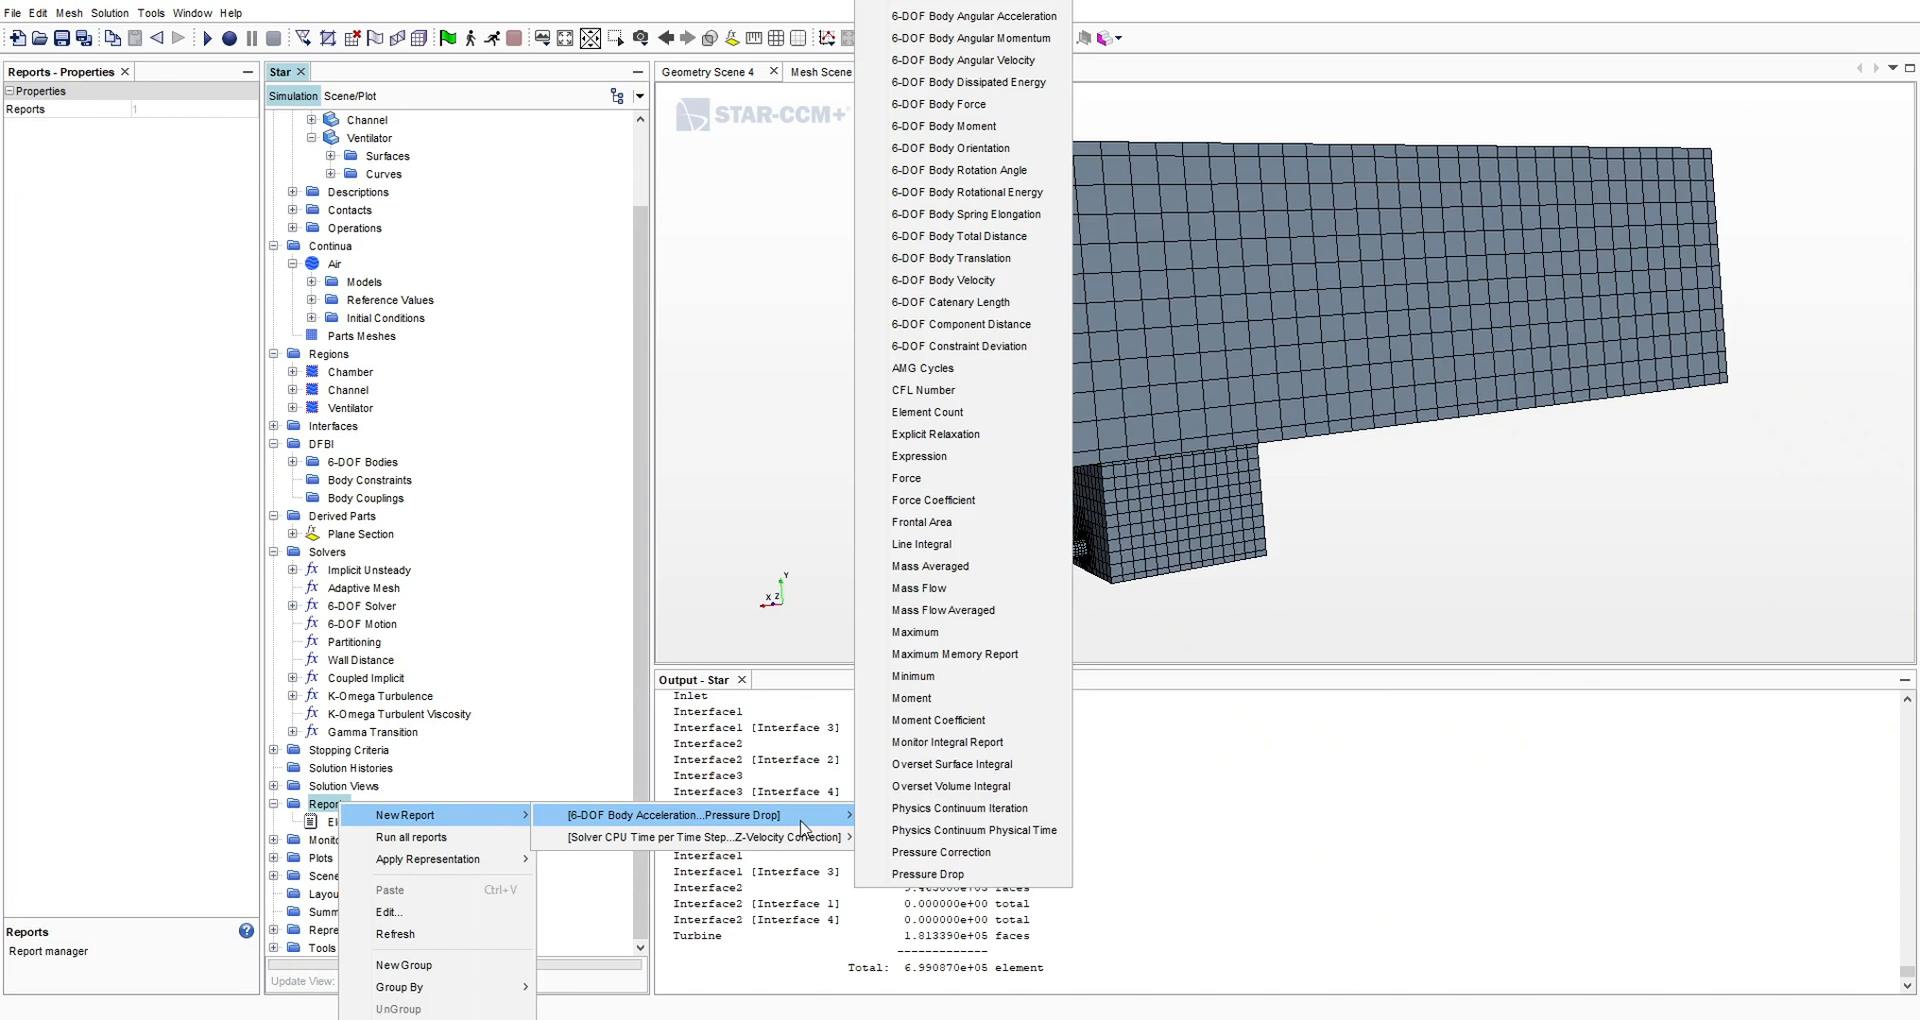 File Edit Mesh Solution Tools Window Help
Reports - Properties
Properties
Reports 1
Reports
Report manager
Star
Simulation Scene/Plot
Channel
Ventilator
Surfaces
Curves
Descriptions
Contacts
Operations
Continua
Air
Models
Reference Values
Initial Conditions
Parts Meshes
Regions
Chamber
Channel
Ventilator
Interfaces
DFBI
6-DOF Bodies
Body Constraints
Body Couplings
Derived Parts
Plane Section
Solvers
Implicit Unsteady
Adaptive Mesh
6-DOF Solver
6-DOF Motion
Partitioning
Wall Distance
Coupled Implicit
K-Omega Turbulence
K-Omega Turbulent Viscosity
Gamma Transition
Stopping Criteria
Solution Histories
Solution Views
Repor
El
Monito
Plots
Scene
Layou
Summ
Repre
Tools
Update View:
New Report
Run all reports
Apply Representation
Paste Ctrl+V
Edit...
Refresh
New Group
Group By
UnGroup
[6-DOF Body Acceleration...Pressure Drop]
[Solver CPU Time per Time Step...Z-Velocity Correction]
6-DOF Body Angular Acceleration
6-DOF Body Angular Momentum
6-DOF Body Angular Velocity
6-DOF Body Dissipated Energy
6-DOF Body Force
6-DOF Body Moment
6-DOF Body Orientation
6-DOF Body Rotation Angle
6-DOF Body Rotational Energy
6-DOF Body Spring Elongation
6-DOF Body Total Distance
6-DOF Body Translation
6-DOF Body Velocity
6-DOF Catenary Length
6-DOF Component Distance
6-DOF Constraint Deviation
AMG Cycles
CFL Number
Element Count
Explicit Relaxation
Expression
Force
Force Coefficient
Frontal Area
Line Integral
Mass Averaged
Mass Flow
Mass Flow Averaged
Maximum
Maximum Memory Report
Minimum
Moment
Moment Coefficient
Monitor Integral Report
Overset Surface Integral
Overset Volume Integral
Physics Continuum Iteration
Physics Continuum Physical Time
Pressure Correction
Pressure Drop
Geometry Scene 4 Mesh Scene
STAR-CCM+
Y
X Z
Output - Star
Inlet
Interface1
Interface1 [Interface 3]
Interface2
Interface2 [Interface 2]
Interface3
Interface3 [Interface 4]
Interface1
Interface1 [Interface 3]
Interface2 faces
Interface2 [Interface 1] 0.000000e+00 total
Interface2 [Interface 4] 0.000000e+00 total
Turbine 1.813390e+05 faces
-------------
Total: 6.990870e+05 element